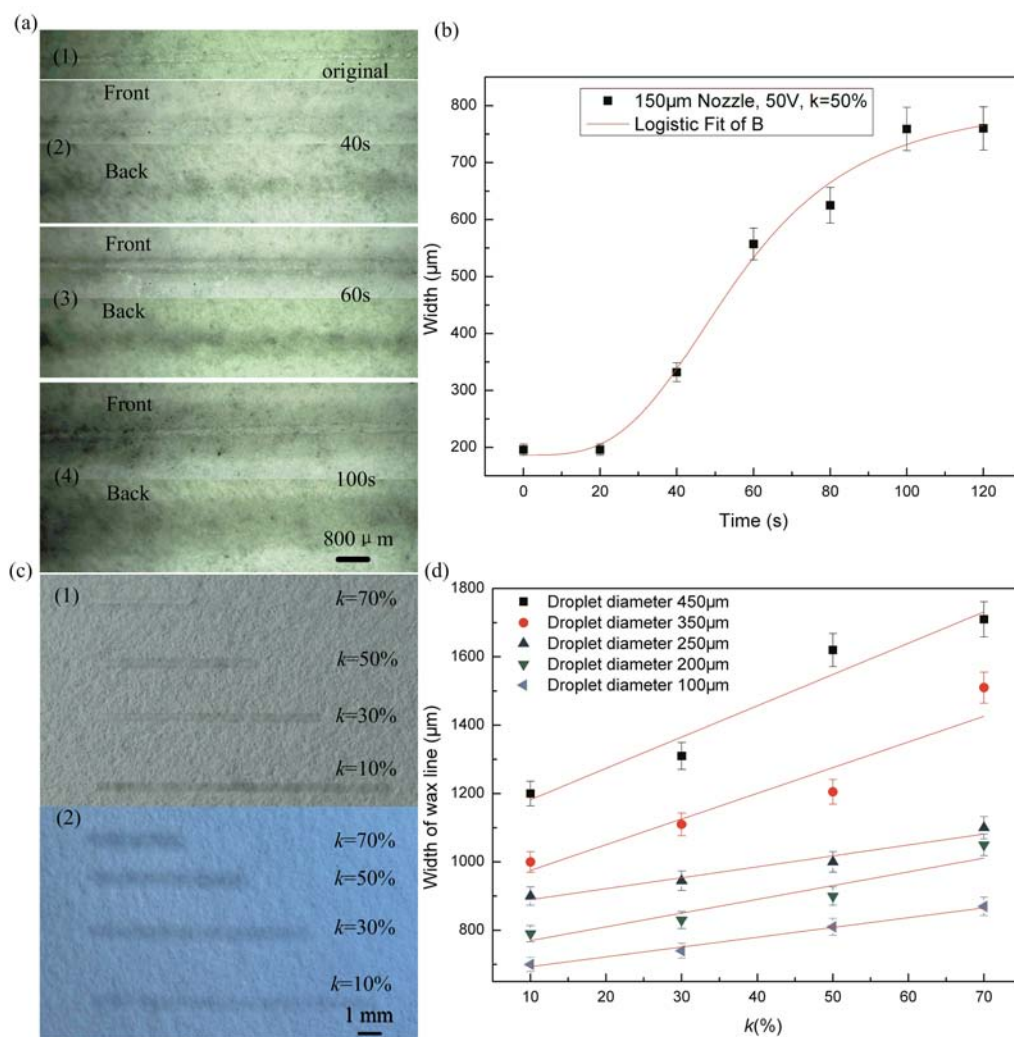 (a)
(1)
original
Front
40s
(2)
Back
Front
60s
(3)
Back
Front
(4)
100s
Back
800 μm
(b)
150μm Nozzle, 50V, k=50%
Logistic Fit of B
800
700
600
500
400
300
200
Width (μm)
0 20 40 60 80 100 120
Time (s)
(c)
(1)
k=70%
k=50%
k=30%
k=10%
(2)
k=70%
k=50%
k=30%
k=10%
1 mm
(d)
Droplet diameter 450μm
Droplet diameter 350μm
Droplet diameter 250μm
Droplet diameter 200μm
Droplet diameter 100μm
1800
1600
1400
1200
1000
800
Width of wax line (μm)
10 20 30 40 50 60 70
k(%)